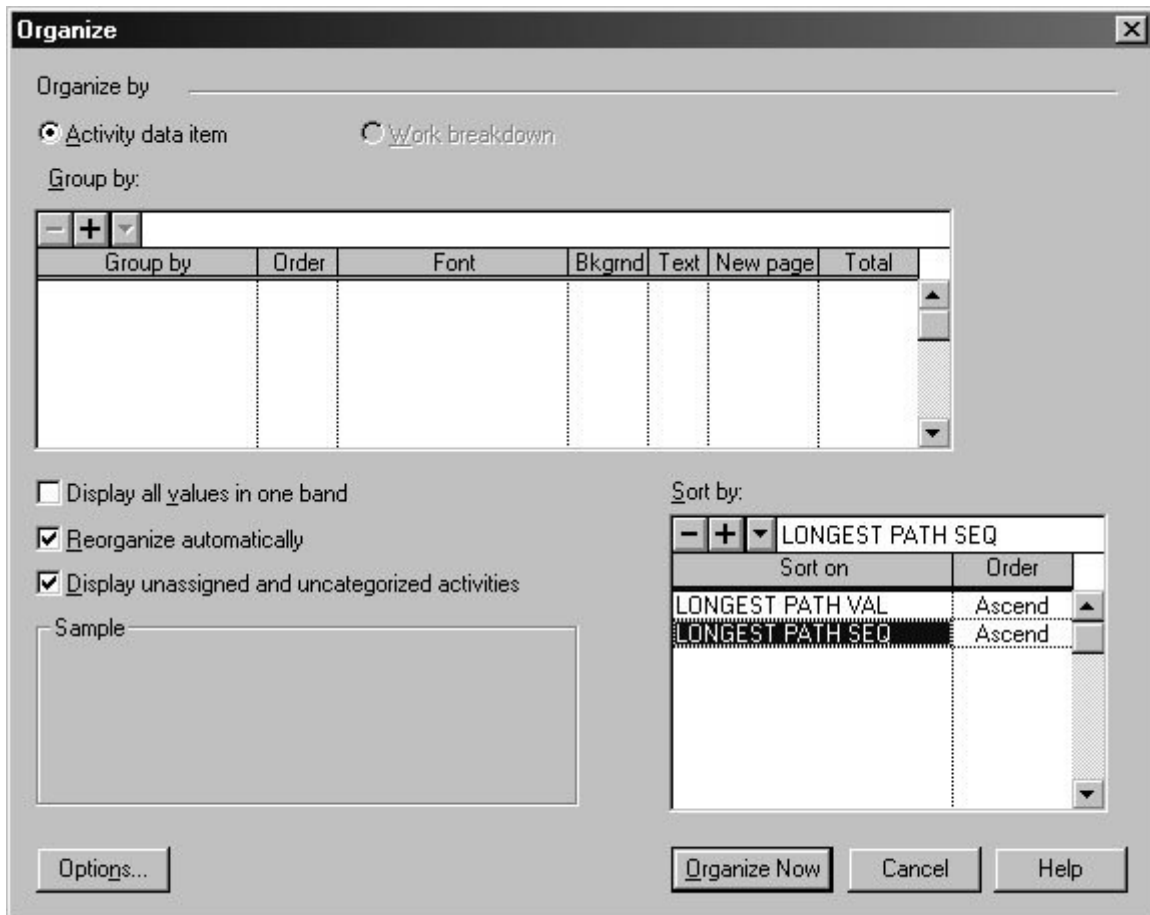 Organize
Organize by
Activity data item Work breakdown
Group by:
Group by Order Font Bkgrnd Text New page Total
Display all values in one band
Reorganize automatically
Display unassigned and uncategorized activities
Sample
Sort by:
LONGEST PATH SEQ
Sort on Order
LONGEST PATH VAL Ascend
LONGEST PATH SEQ Ascend
Options... Organize Now Cancel Help